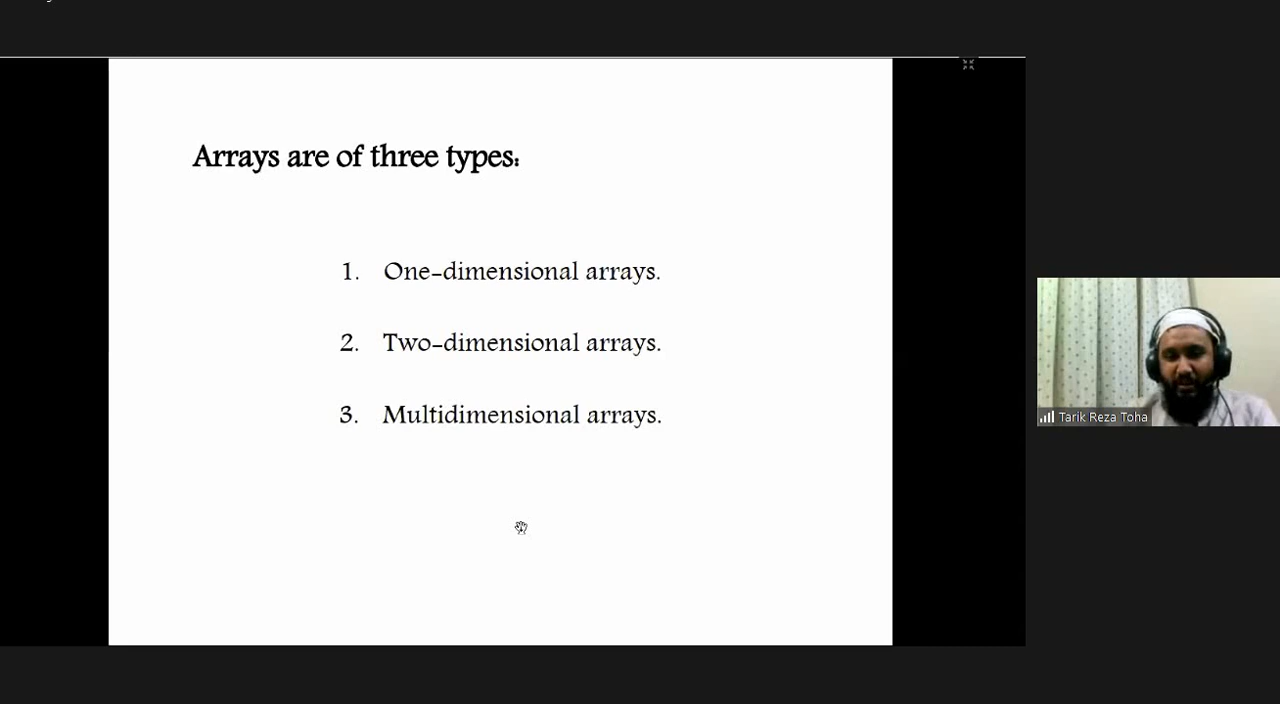 Arrays are of three types:
1. One-dimensional arrays.
2. Two-dimensional arrays.
3. Multidimensional arrays.
Tarik Reza Toha